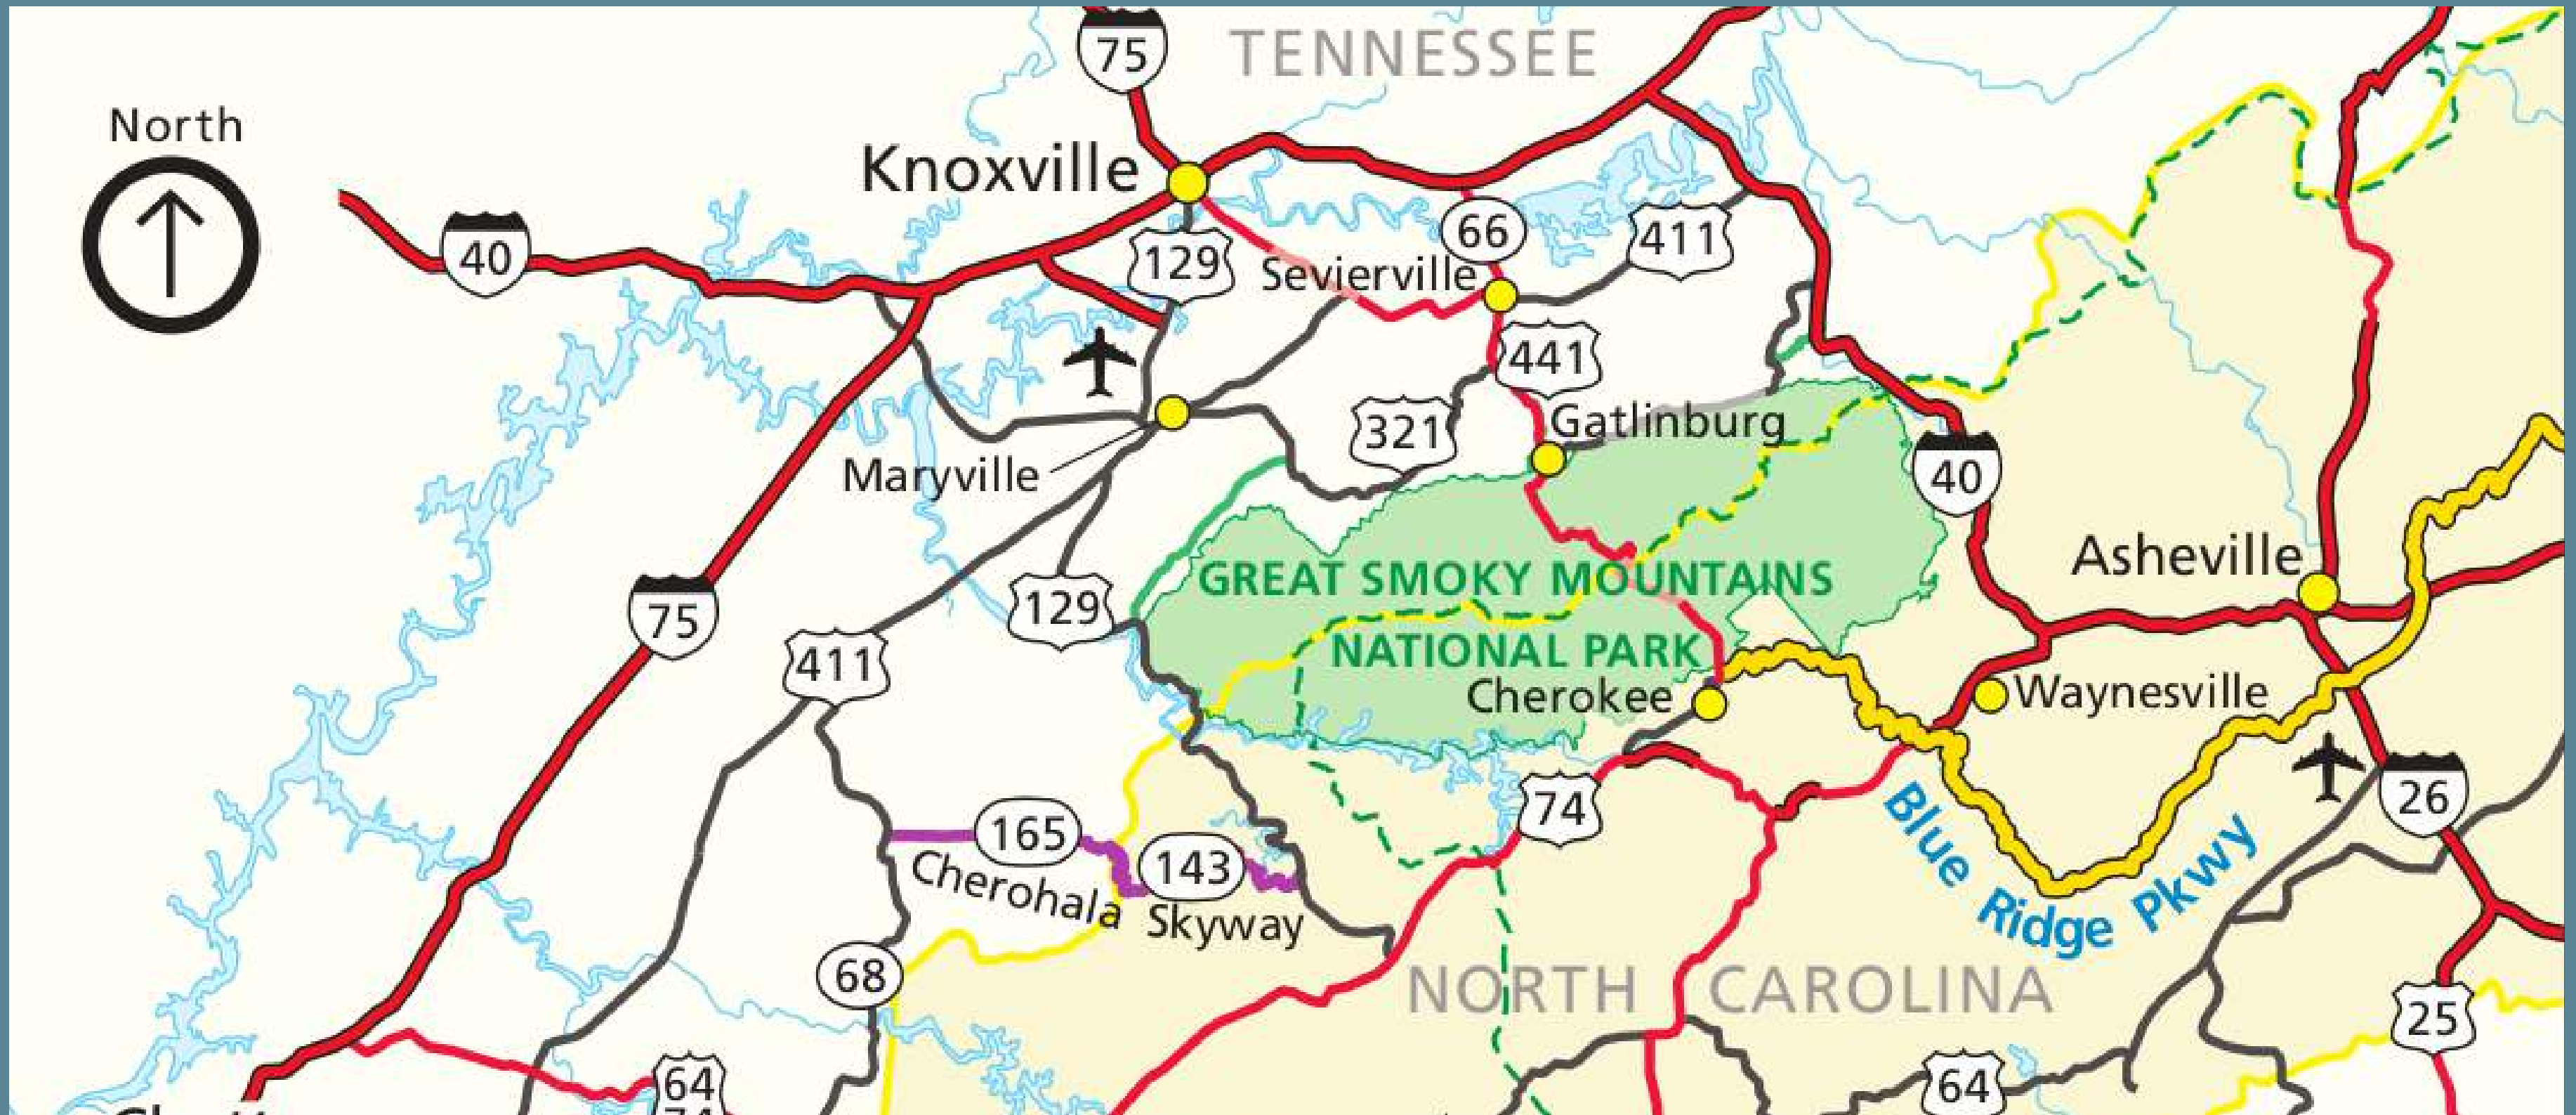 75
TENNESSEE
North
Knoxville
40
129
66
411
Sevierville
441
321
Gatlinburg
Maryville
40
Asheville
75
129
GREAT SMOKY MOUNTAINS
NATIONAL PARK
411
Cherokee
Waynesville
74
26
165
143
Cherohala Skyway
Blue Ridge Pkwy
68
NORTH CAROLINA
25
64
64